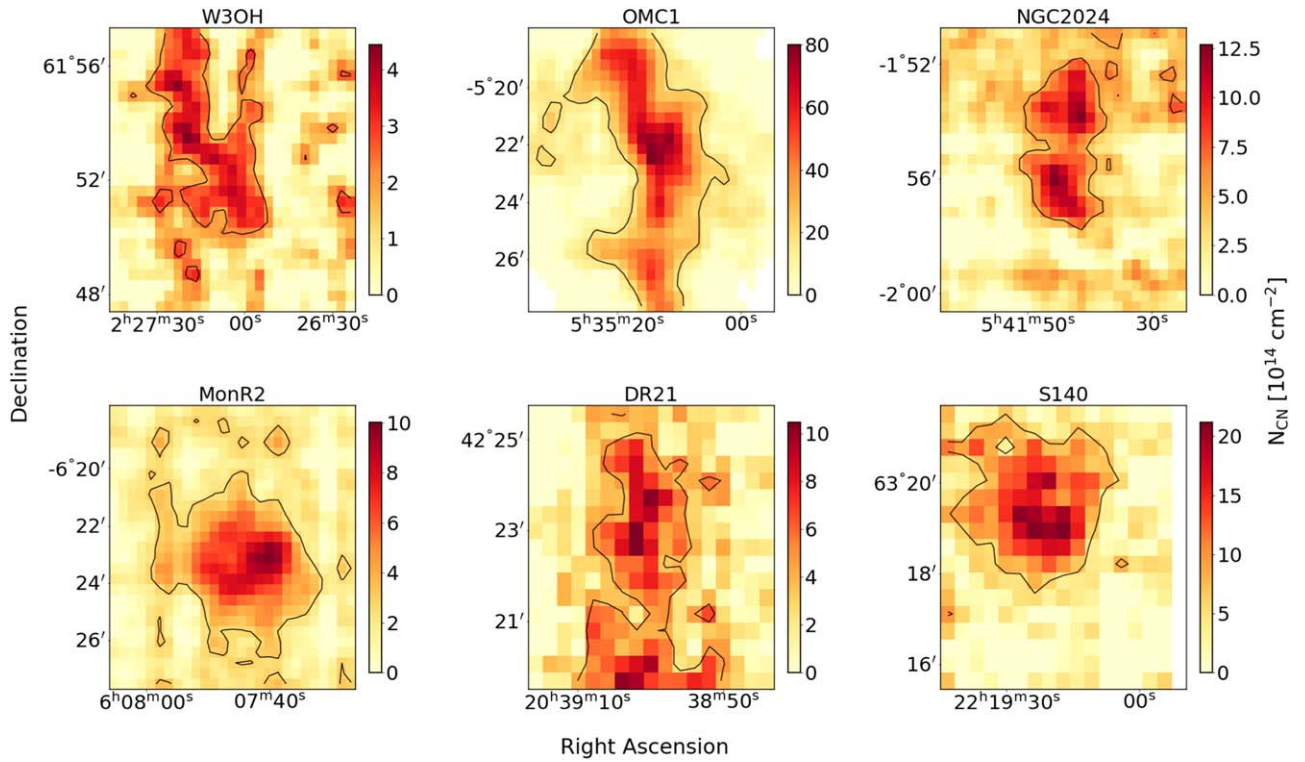 W3OH
OMC1
NGC2024
61°56′
52′
48′
2ʰ27ᵐ30ˢ
00ˢ
26ᵐ30ˢ
4
3
2
1
0
-5°20′
22′
24′
26′
5ʰ35ᵐ20ˢ
00ˢ
80
60
40
20
0
-1°52′
56′
-2°00′
5ʰ41ᵐ50ˢ
30ˢ
12.5
10.0
7.5
5.0
2.5
0.0
MonR2
DR21
S140
-6°20′
22′
24′
26′
6ʰ08ᵐ00ˢ
07ᵐ40ˢ
10
8
6
4
2
0
42°25′
23′
21′
20ʰ39ᵐ10ˢ
38ᵐ50ˢ
10
8
6
4
2
0
63°20′
18′
16′
22ʰ19ᵐ30ˢ
00ˢ
20
15
10
5
0
Declination
Right Ascension
N_CN [10¹⁴ cm⁻²]